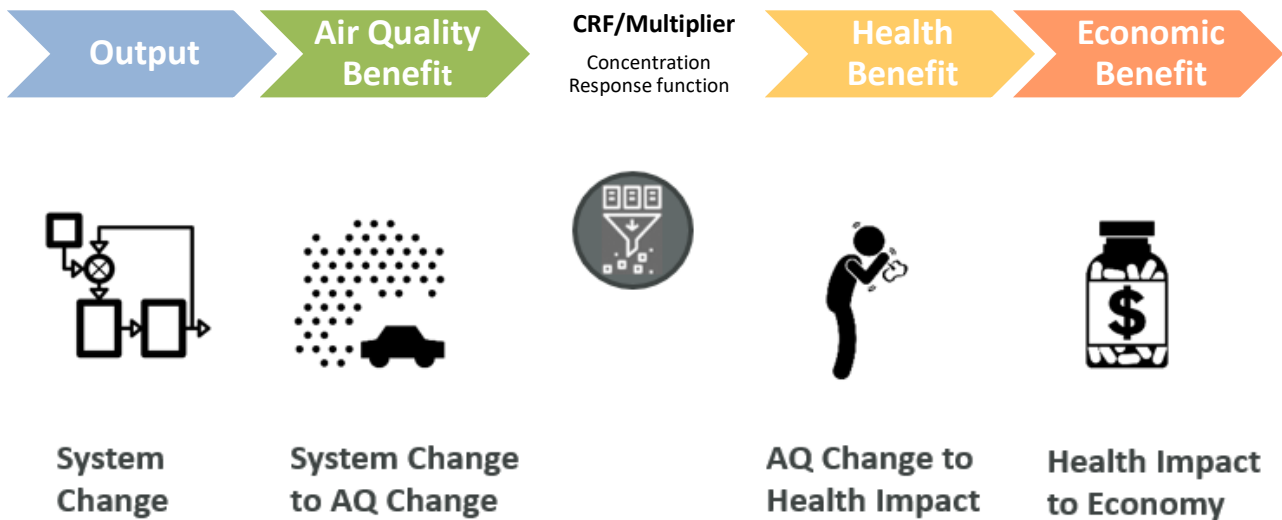 Output
Air Quality
Benefit
CRF/Multiplier
Concentration
Response function
Health
Benefit
Economic
Benefit
$
System
Change
System Change
to AQ Change
AQ Change to
Health Impact
Health Impact
to Economy